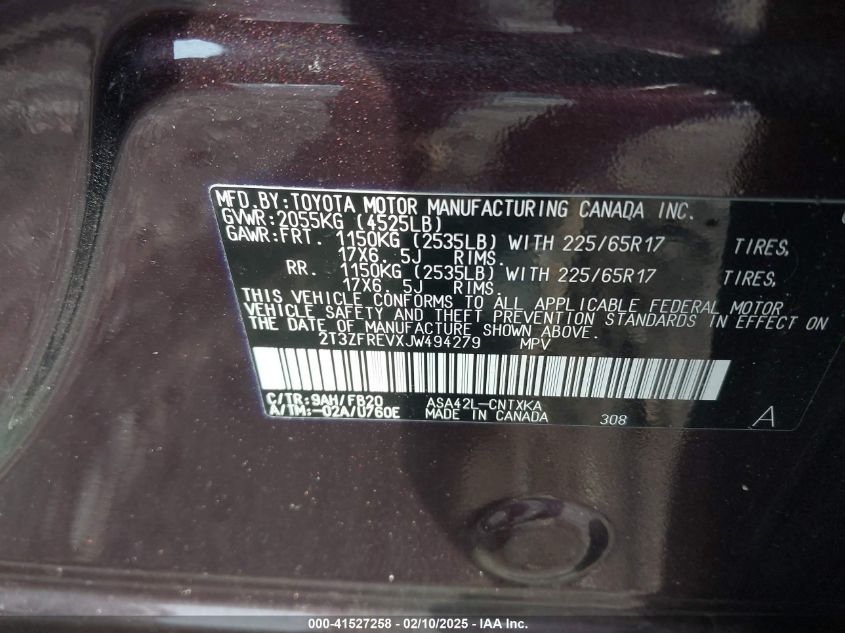 MFD.BY:TOYOTA MOTOR MANUFACTURING CANADA INC.
GVWR:2055KG (4525LB)
GAWR:FRT. 1150KG (2535LB) WITH 225/65R17 TIRES,
17X6.5J RIMS.
RR. 1150KG (2535LB) WITH 225/65R17 TIRES,
17X6.5J RIMS.
THIS VEHICLE CONFORMS TO ALL APPLICABLE FEDERAL MOTOR
VEHICLE SAFETY AND THEFT PREVENTION STANDARDS IN EFFECT ON
THE DATE OF MANUFACTURE SHOWN ABOVE.
2T3ZFREVXJW494279 MPV
C/TR:9AH/FB20 ASA42L-CNTXKA
A/TM:-02A/U760E MADE IN CANADA 308 A
000-41527258 - 02/10/2025 - IAA Inc.